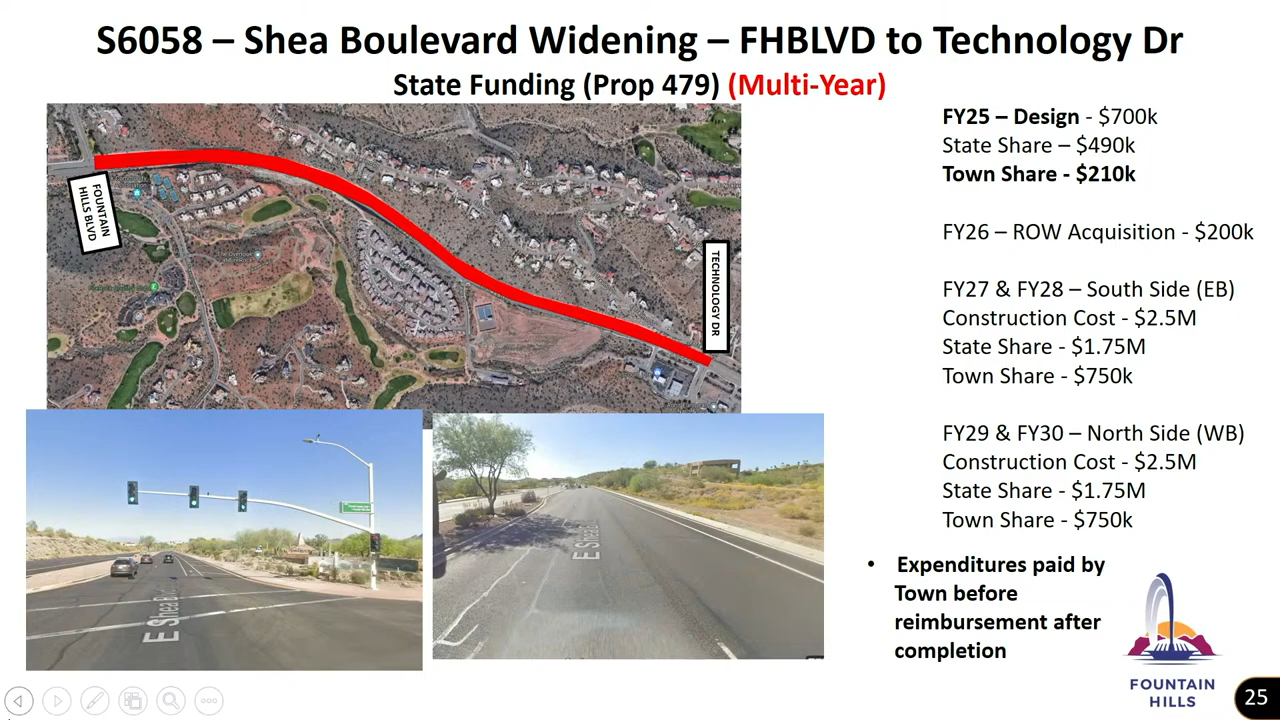 S6058 – Shea Boulevard Widening – FHBLVD to Technology Dr
State Funding (Prop 479) (Multi-Year)
FOUNTAIN
HILLS BLVD
TECHNOLOGY DR
E Shea
E Shea
FY25 – Design - $700k
State Share – $490k
Town Share - $210k
FY26 – ROW Acquisition - $200k
FY27 & FY28 – South Side (EB)
Construction Cost - $2.5M
State Share - $1.75M
Town Share - $750k
FY29 & FY30 – North Side (WB)
Construction Cost - $2.5M
State Share - $1.75M
Town Share - $750k
• Expenditures paid by
Town before
reimbursement after
completion
FOUNTAIN
HILLS
25